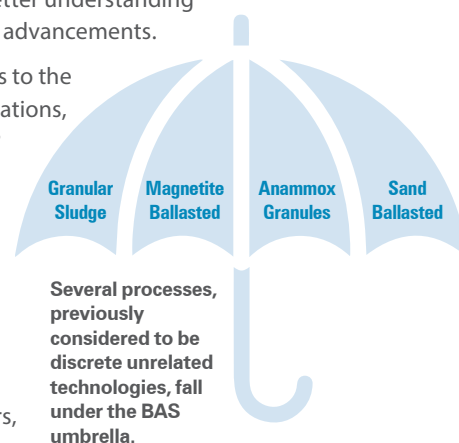 etter understanding
advancements.
s to the
ations,
Granular Sludge
Magnetite Ballasted
Anammox Granules
Sand Ballasted
Several processes,
previously
considered to be
discrete unrelated
technologies, fall
under the BAS
umbrella.
rs,